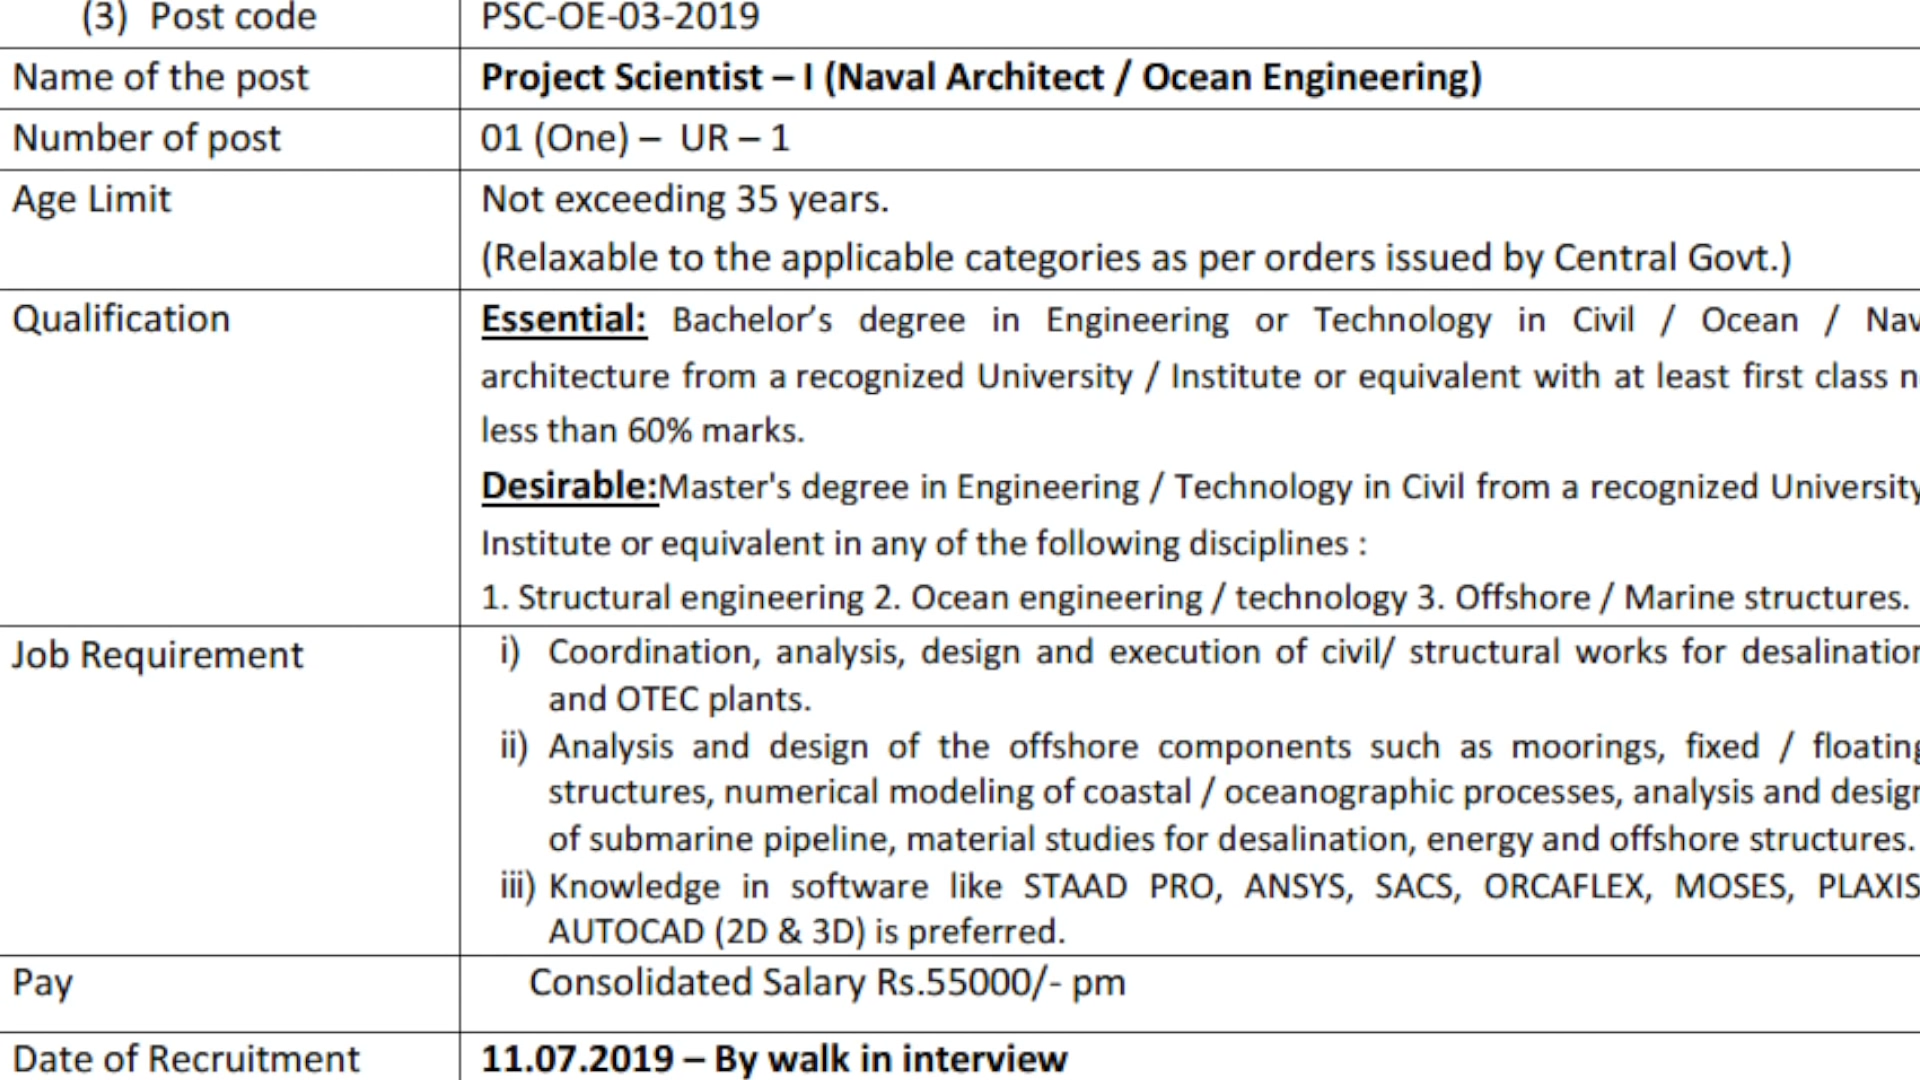 (3) Post code PSC-OE-03-2019
Name of the post Project Scientist – I (Naval Architect / Ocean Engineering)
Number of post 01 (One) – UR – 1
Age Limit Not exceeding 35 years.
(Relaxable to the applicable categories as per orders issued by Central Govt.)
Qualification Essential: Bachelor’s degree in Engineering or Technology in Civil / Ocean / Nav
architecture from a recognized University / Institute or equivalent with at least first class n
less than 60% marks.
Desirable:Master's degree in Engineering / Technology in Civil from a recognized University
Institute or equivalent in any of the following disciplines :
1. Structural engineering 2. Ocean engineering / technology 3. Offshore / Marine structures.
Job Requirement i) Coordination, analysis, design and execution of civil/ structural works for desalination
and OTEC plants.
ii) Analysis and design of the offshore components such as moorings, fixed / floating
structures, numerical modeling of coastal / oceanographic processes, analysis and design
of submarine pipeline, material studies for desalination, energy and offshore structures.
iii) Knowledge in software like STAAD PRO, ANSYS, SACS, ORCAFLEX, MOSES, PLAXIS
AUTOCAD (2D & 3D) is preferred.
Pay Consolidated Salary Rs.55000/- pm
Date of Recruitment 11.07.2019 – By walk in interview